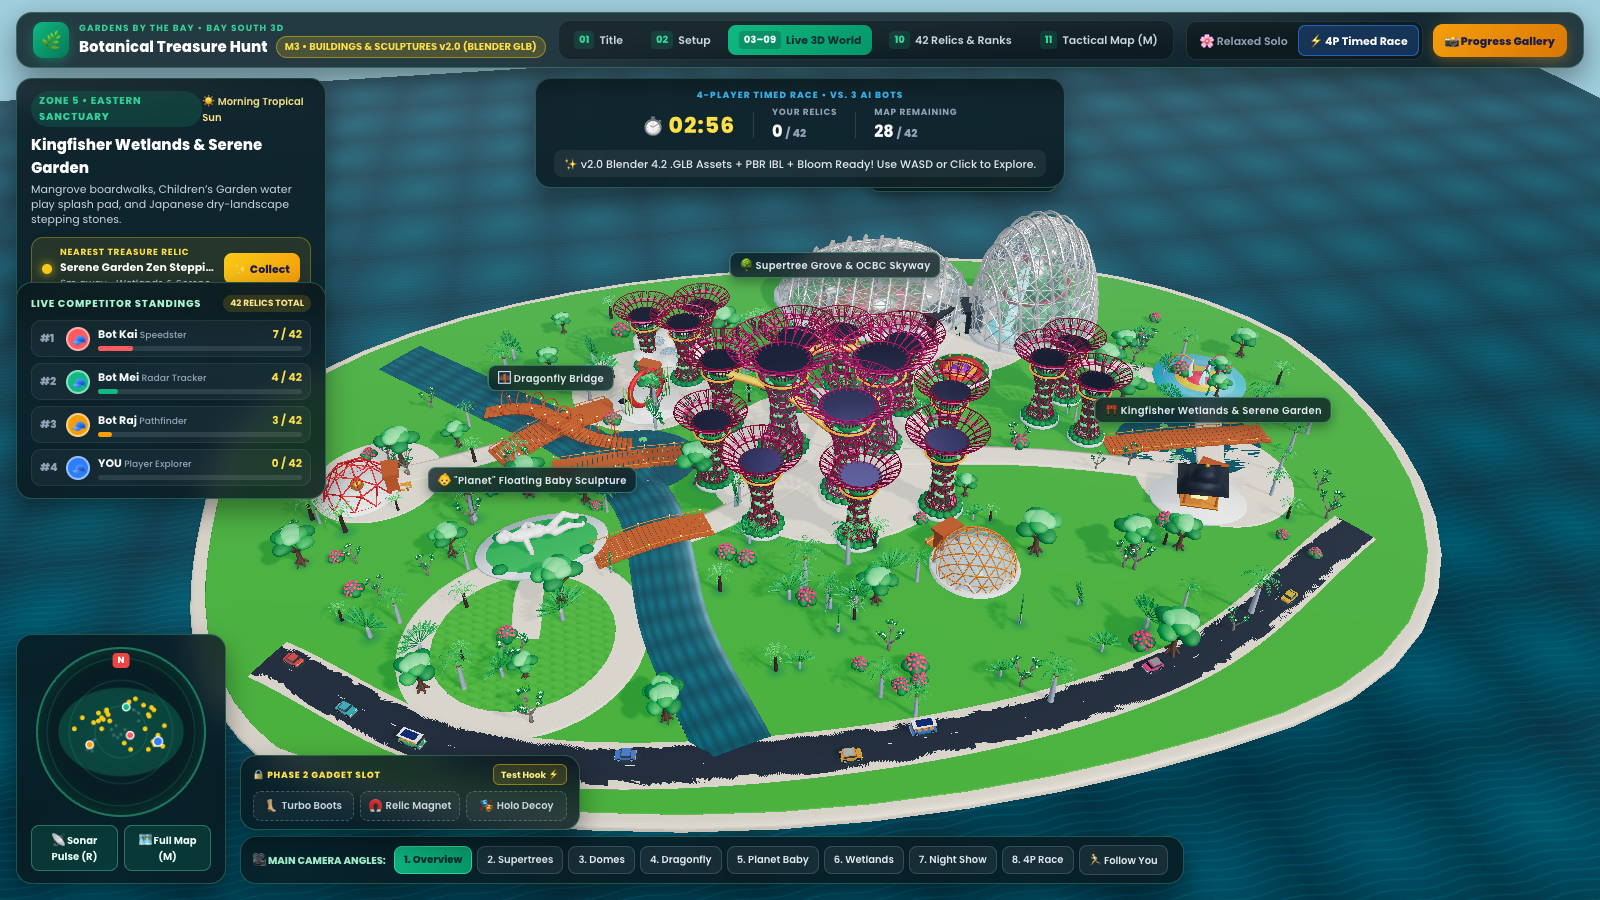 GARDENS BY THE BAY • BAY SOUTH 3D
Botanical Treasure Hunt
M3 • BUILDINGS & SCULPTURES v2.0 (BLENDER GLB)
01 Title
02 Setup
03–09 Live 3D World
10 42 Relics & Ranks
11 Tactical Map (M)
🌸 Relaxed Solo
⚡ 4P Timed Race
📸 Progress Gallery
ZONE 5 • EASTERN
SANCTUARY
☀️ Morning Tropical
Sun
Kingfisher Wetlands & Serene
Garden
Mangrove boardwalks, Children's Garden water
play splash pad, and Japanese dry-landscape
stepping stones.
NEAREST TREASURE RELIC
Serene Garden Zen Steppi...
✨ Collect
LIVE COMPETITOR STANDINGS
42 RELICS TOTAL
#1 Bot Kai Speedster 7 / 42
#2 Bot Mei Radar Tracker 4 / 42
#3 Bot Raj Pathfinder 3 / 42
#4 YOU Player Explorer 0 / 42
4-PLAYER TIMED RACE • VS. 3 AI BOTS
⏱️ 02:56
YOUR RELICS
0 / 42
MAP REMAINING
28 / 42
✨ v2.0 Blender 4.2 .GLB Assets + PBR IBL + Bloom Ready! Use WASD or Click to Explore.
🌳 Supertree Grove & OCBC Skyway
🌉 Dragonfly Bridge
⛩️ Kingfisher Wetlands & Serene Garden
👶 "Planet" Floating Baby Sculpture
N
📡 Sonar
Pulse (R)
🗺️ Full Map
(M)
🔒 PHASE 2 GADGET SLOT
Test Hook ⚡
👢 Turbo Boots
🧲 Relic Magnet
🎭 Holo Decoy
🎥 MAIN CAMERA ANGLES:
1. Overview
2. Supertrees
3. Domes
4. Dragonfly
5. Planet Baby
6. Wetlands
7. Night Show
8. 4P Race
🏃 Follow You